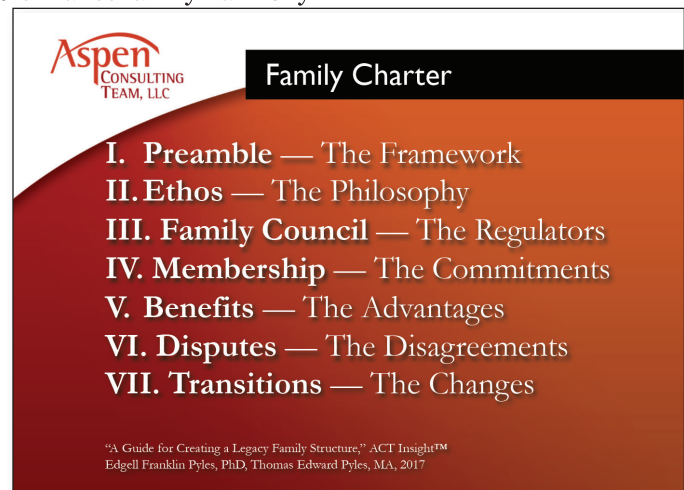 Aspen
CONSULTING
TEAM, LLC
Family Charter
I. Preamble — The Framework
II. Ethos — The Philosophy
III. Family Council — The Regulators
IV. Membership — The Commitments
V. Benefits — The Advantages
VI. Disputes — The Disagreements
VII. Transitions — The Changes
“A Guide for Creating a Legacy Family Structure,” ACT Insight™
Edgell Franklin Pyles, PhD, Thomas Edward Pyles, MA, 2017